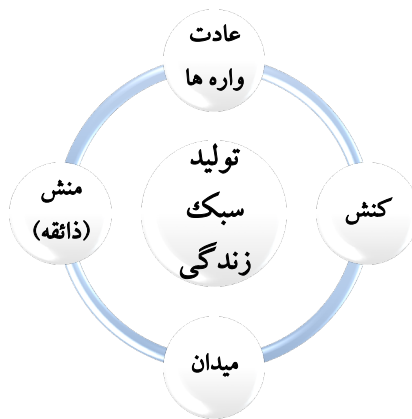 عادت
واره ها
تولید
سبک
زندگی
کنش
منش
(ذائقه)
میدان